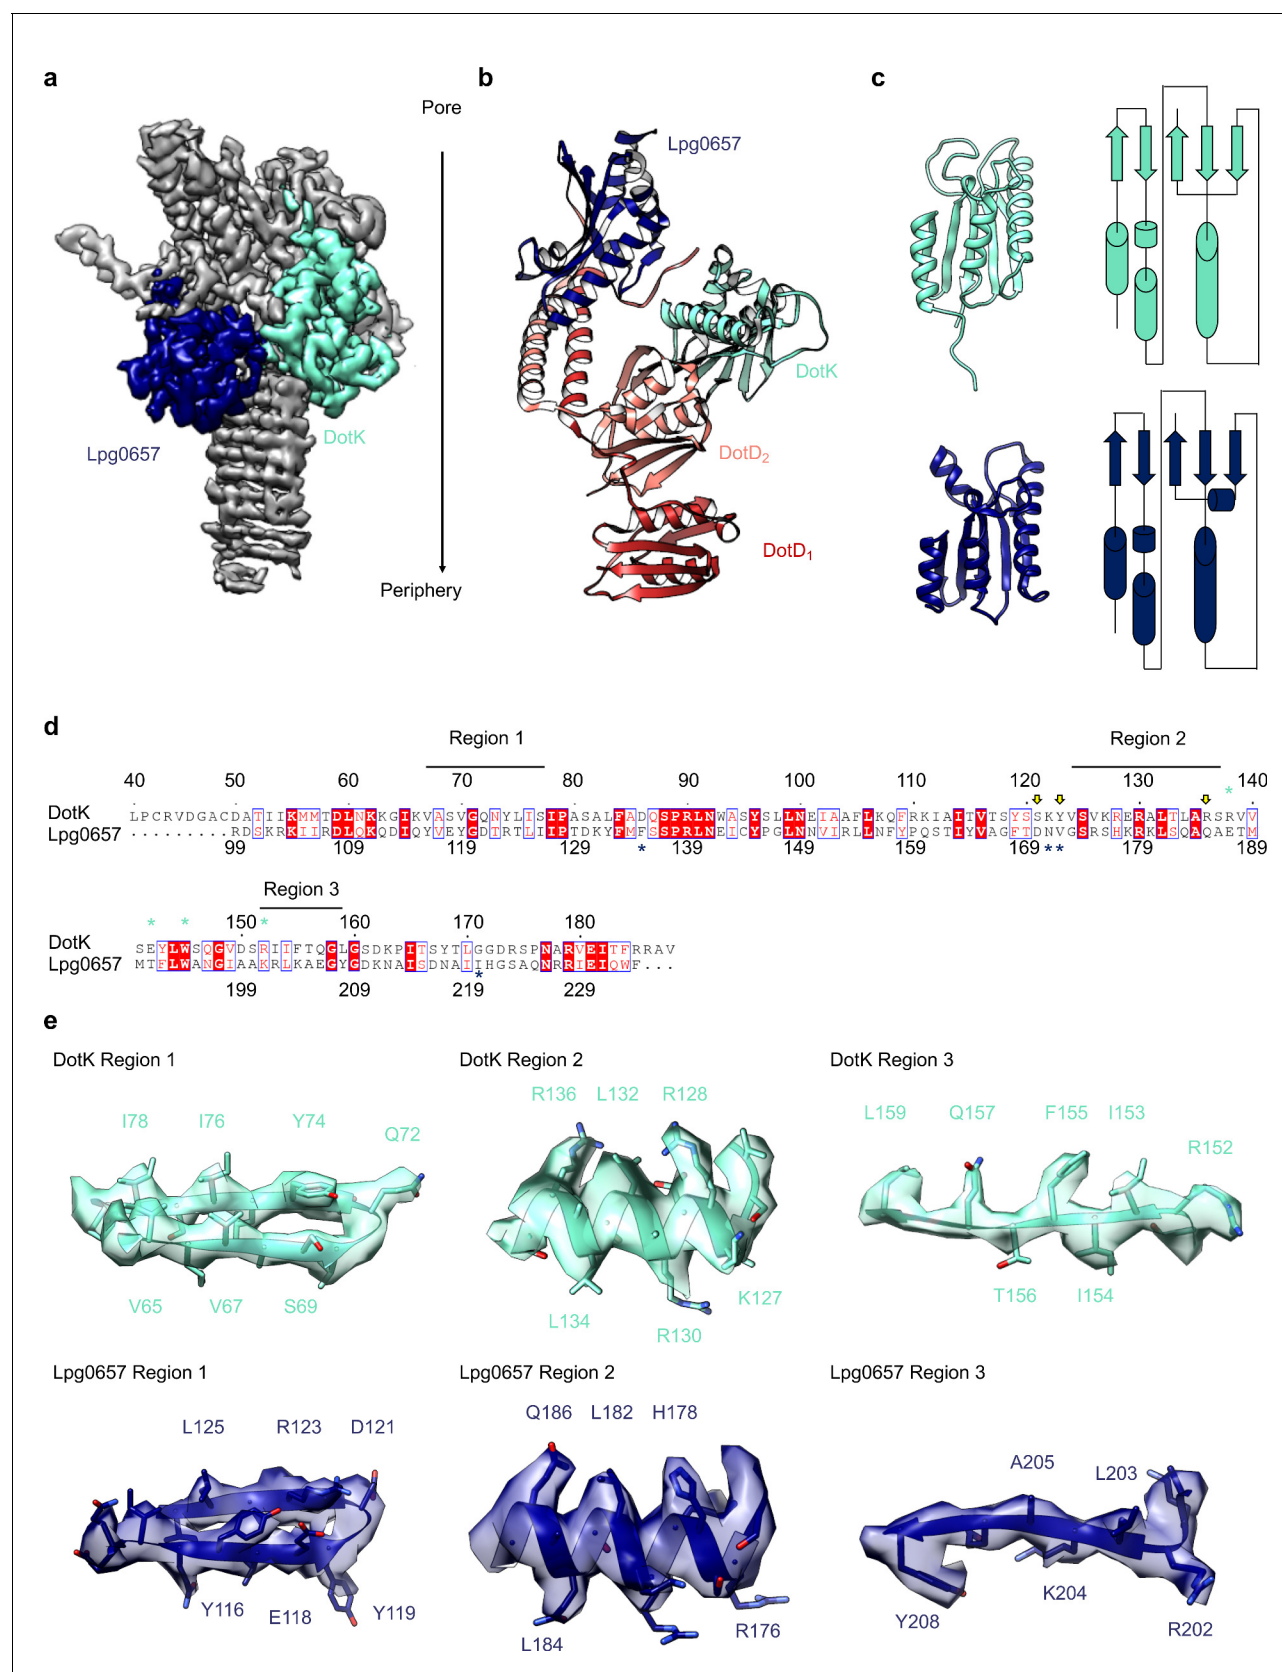 a
b
c
Pore
Lpg0657
DotK
Lpg0657
DotK
DotD2
DotD1
Periphery
d
Region 1
Region 2
40 50 60 70 80 90 100 110 120 130 140
*
DotK LPCRVDGACDATIIKMMTDLNKKGIKVASVGQNYLISIPASALFADQSPRLNWASYSLLNEIAAFLKQFRKIAITVTSYSSKYVSVKRERALTLARSRVV
Lpg0657 .........RDSKRKIIRDLQKQDIQYVEYGDTRTLIIPTDKYFMFSSPRLNEICYPGLNNVIRLLNFYPQSTIYVAGFTDNVGSRSHKRKLSQAQAETM
99 109 119 129 139 149 159 169 179 189
* **
Region 3
* * *
150 159 170 180
DotK SEYLWSQGVDSRIIFTQGLGSDKPITSYTLGGDRSPNARVEITFRRAV
Lpg0657 MTFLWANGIAAKRLKAEGYGDKNAISDNAIIHGSAQNRRIEIQWF...
*
199 209 219 229
e
DotK Region 1
DotK Region 2
DotK Region 3
I78 I76 Y74 Q72
V65 V67 S69
R136 L132 R128
L134 R130 K127
L159 Q157 F155 I153 R152
T156 I154
Lpg0657 Region 1
Lpg0657 Region 2
Lpg0657 Region 3
L125 R123 D121
Y116 E118 Y119
Q186 L182 H178
L184 R176
A205 L203
Y208 K204 R202